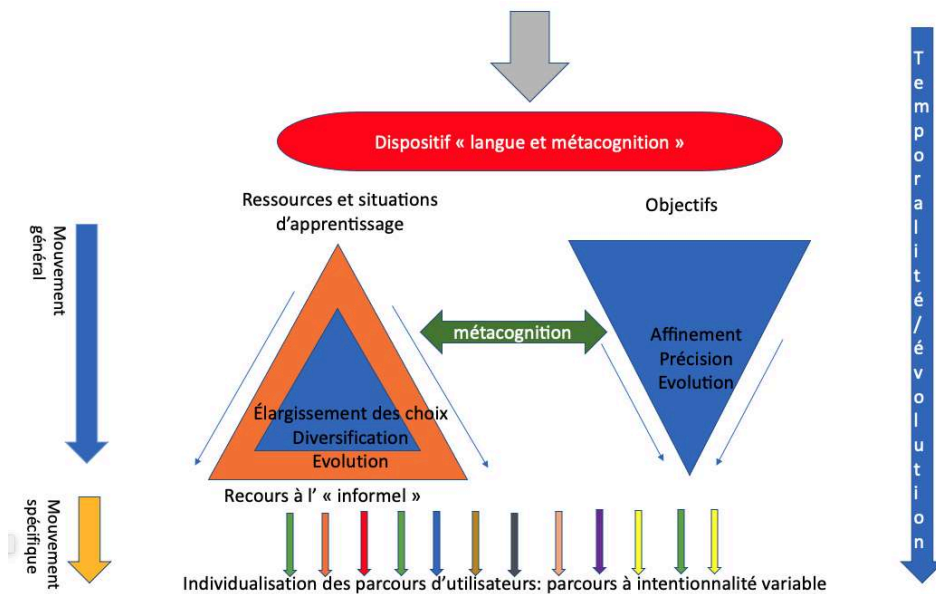 Dispositif « langue et métacognition »
Ressources et situations
d'apprentissage
Objectifs
Mouvement
général
métacognition
Affinement
Précision
Evolution
Élargissement des choix
Diversification
Evolution
Recours à l' « informel »
Mouvement
spécifique
Individualisation des parcours d'utilisateurs: parcours à intentionnalité variable
Temporalité/évolution